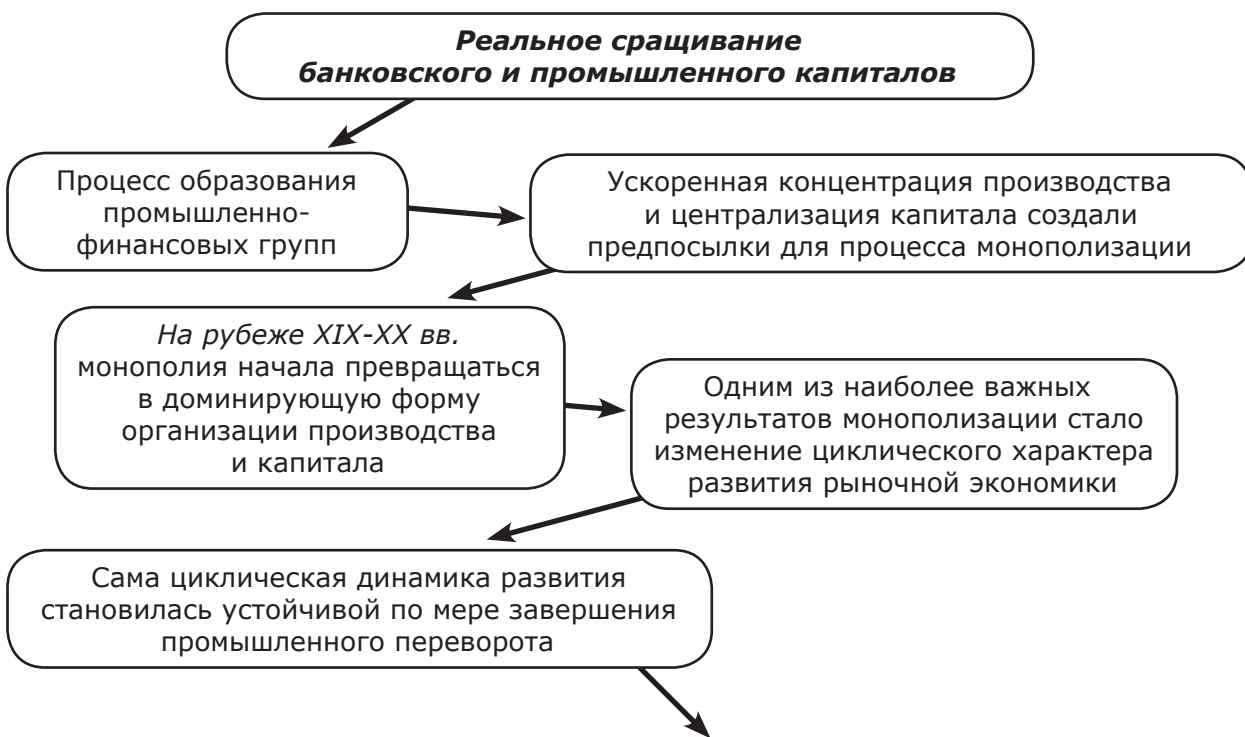 Реальное сращивание
банковского и промышленного капиталов
Процесс образования
промышленно-
финансовых групп
Ускоренная концентрация производства
и централизация капитала создали
предпосылки для процесса монополизации
На рубеже XIX-XX вв.
монополия начала превращаться
в доминирующую форму
организации производства
и капитала
Одним из наиболее важных
результатов монополизации стало
изменение циклического характера
развития рыночной экономики
Сама циклическая динамика развития
становилась устойчивой по мере завершения
промышленного переворота